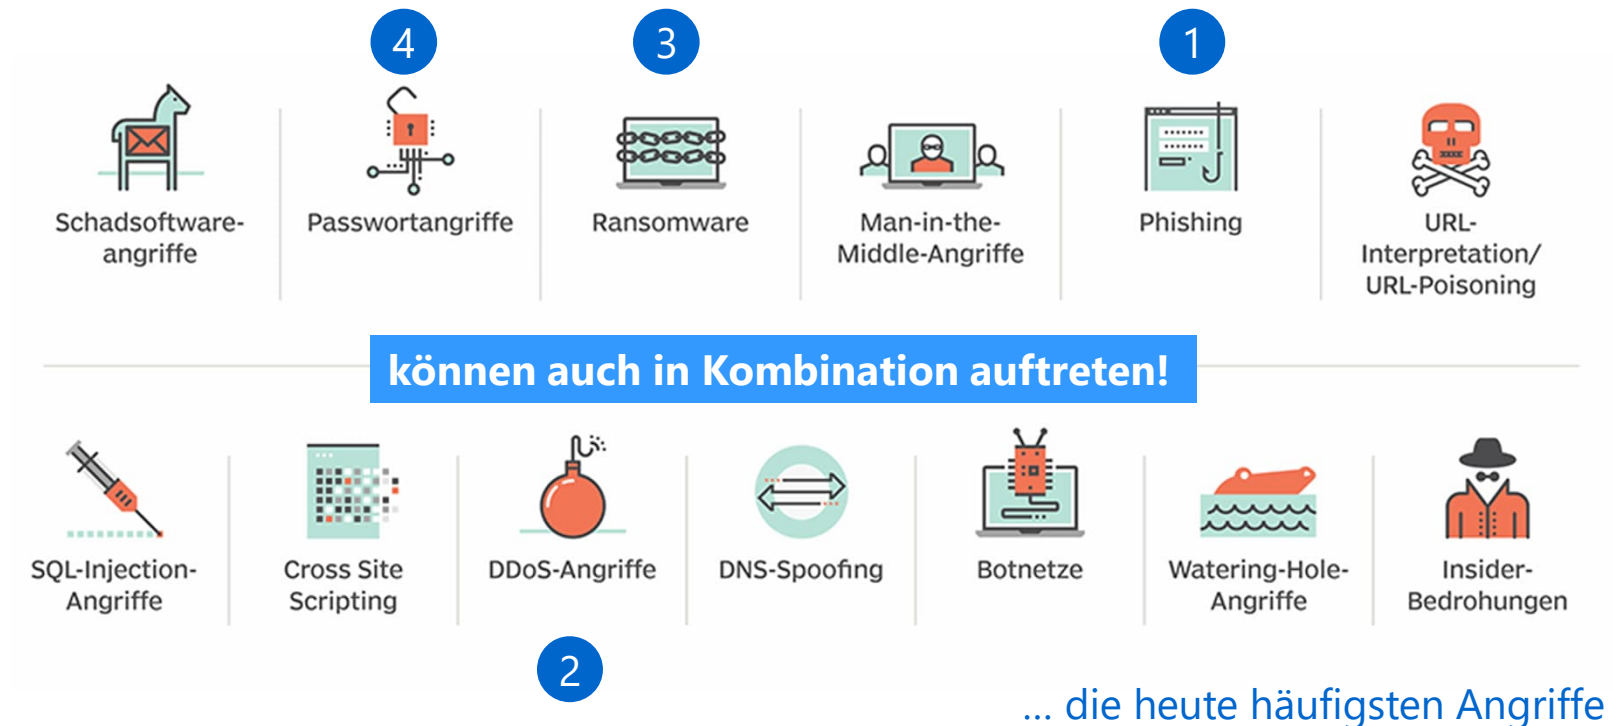 4
3
1
Schadsoftware-
angriffe
Passwortangriffe
Ransomware
Man-in-the-
Middle-Angriffe
Phishing
URL-
Interpretation/
URL-Poisoning
können auch in Kombination auftreten!
SQL-Injection-
Angriffe
Cross Site
Scripting
DDoS-Angriffe
DNS-Spoofing
Botnetze
Watering-Hole-
Angriffe
Insider-
Bedrohungen
2
... die heute häufigsten Angriffe